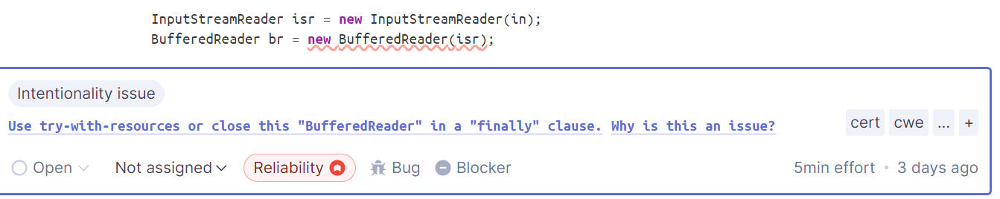 InputStreamReader isr = new InputStreamReader(in);
BufferedReader br = new BufferedReader(isr);
Intentionality issue
Use try-with-resources or close this "BufferedReader" in a "finally" clause. Why is this an issue? cert cwe ... +
Open Not assigned Reliability Bug Blocker 5min effort • 3 days ago